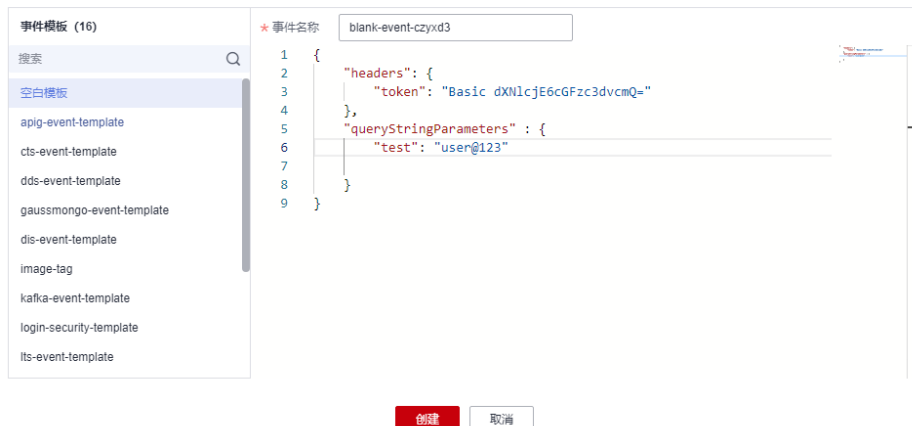 事件模板 (16)
搜索
空白模板
apig-event-template
cts-event-template
dds-event-template
gaussmongo-event-template
dis-event-template
image-tag
kafka-event-template
login-security-template
lts-event-template
* 事件名称 blank-event-czyxd3
1 {
2 "headers": {
3 "token": "Basic dXNlcjE6cGFzc3dvcmQ="
4 },
5 "queryStringParameters" : {
6 "test": "user@123"
7
8 }
9 }
创建 取消